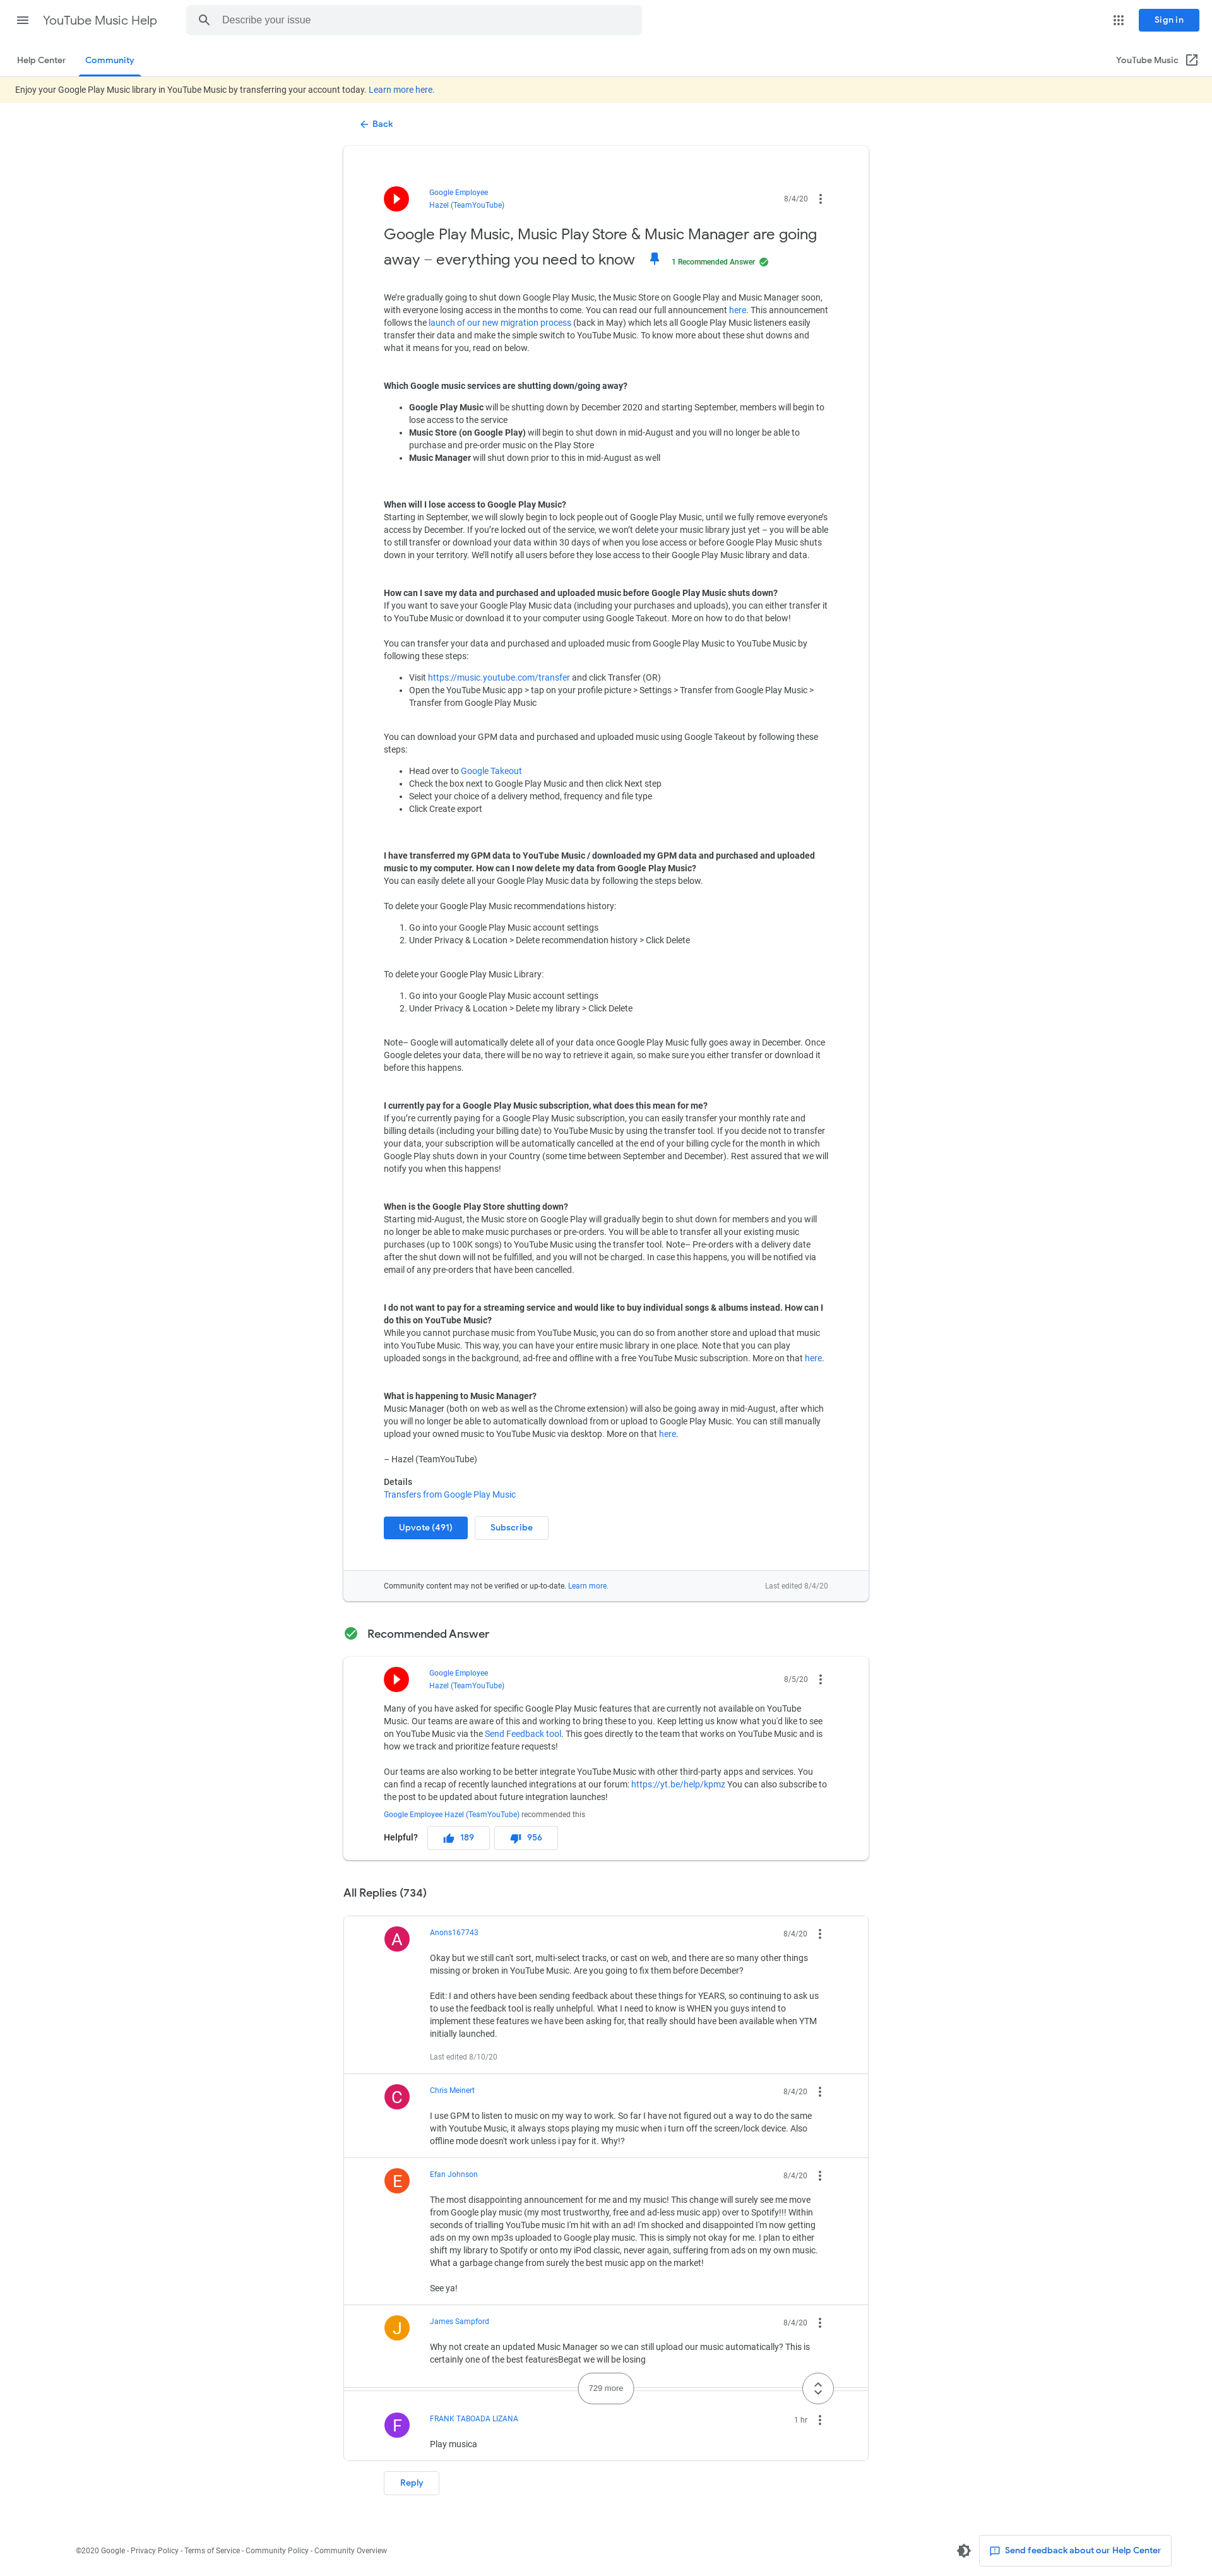 YouTube Music Help
Describe your issue
Sign in
Help Center
Community
YouTube Music
Enjoy your Google Play Music library in YouTube Music by transferring your account today. Learn more here.
Back
Google Employee
Hazel (TeamYouTube)
8/4/20
Google Play Music, Music Play Store & Music Manager are going
away – everything you need to know
1 Recommended Answer
We're gradually going to shut down Google Play Music, the Music Store on Google Play and Music Manager soon,
with everyone losing access in the months to come. You can read our full announcement here. This announcement
follows the launch of our new migration process (back in May) which lets all Google Play Music listeners easily
transfer their data and make the simple switch to YouTube Music. To know more about these shut downs and
what it means for you, read on below.
Which Google music services are shutting down/going away?
• Google Play Music will be shutting down by December 2020 and starting September, members will begin to
lose access to the service
• Music Store (on Google Play) will begin to shut down in mid-August and you will no longer be able to
purchase and pre-order music on the Play Store
• Music Manager will shut down prior to this in mid-August as well
When will I lose access to Google Play Music?
Starting in September, we will slowly begin to lock people out of Google Play Music, until we fully remove everyone's
access by December. If you're locked out of the service, we won't delete your music library just yet – you will be able
to still transfer or download your data within 30 days of when you lose access or before Google Play Music shuts
down in your territory. We'll notify all users before they lose access to their Google Play Music library and data.
How can I save my data and purchased and uploaded music before Google Play Music shuts down?
If you want to save your Google Play Music data (including your purchases and uploads), you can either transfer it
to YouTube Music or download it to your computer using Google Takeout. More on how to do that below!
You can transfer your data and purchased and uploaded music from Google Play Music to YouTube Music by
following these steps:
• Visit https://music.youtube.com/transfer and click Transfer (OR)
• Open the YouTube Music app > tap on your profile picture > Settings > Transfer from Google Play Music >
Transfer from Google Play Music
You can download your GPM data and purchased and uploaded music using Google Takeout by following these
steps:
• Head over to Google Takeout
• Check the box next to Google Play Music and then click Next step
• Select your choice of a delivery method, frequency and file type
• Click Create export
I have transferred my GPM data to YouTube Music / downloaded my GPM data and purchased and uploaded
music to my computer. How can I now delete my data from Google Play Music?
You can easily delete all your Google Play Music data by following the steps below.
To delete your Google Play Music recommendations history:
1. Go into your Google Play Music account settings
2. Under Privacy & Location > Delete recommendation history > Click Delete
To delete your Google Play Music Library:
1. Go into your Google Play Music account settings
2. Under Privacy & Location > Delete my library > Click Delete
Note– Google will automatically delete all of your data once Google Play Music fully goes away in December. Once
Google deletes your data, there will be no way to retrieve it again, so make sure you either transfer or download it
before this happens.
I currently pay for a Google Play Music subscription, what does this mean for me?
If you're currently paying for a Google Play Music subscription, you can easily transfer your monthly rate and
billing details (including your billing date) to YouTube Music by using the transfer tool. If you decide not to transfer
your data, your subscription will be automatically cancelled at the end of your billing cycle for the month in which
Google Play shuts down in your Country (some time between September and December). Rest assured that we will
notify you when this happens!
When is the Google Play Store shutting down?
Starting mid-August, the Music store on Google Play will gradually begin to shut down for members and you will
no longer be able to make music purchases or pre-orders. You will be able to transfer all your existing music
purchases (up to 100K songs) to YouTube Music using the transfer tool. Note– Pre-orders with a delivery date
after the shut down will not be fulfilled, and you will not be charged. In case this happens, you will be notified via
email of any pre-orders that have been cancelled.
I do not want to pay for a streaming service and would like to buy individual songs & albums instead. How can I
do this on YouTube Music?
While you cannot purchase music from YouTube Music, you can do so from another store and upload that music
into YouTube Music. This way, you can have your entire music library in one place. Note that you can play
uploaded songs in the background, ad-free and offline with a free YouTube Music subscription. More on that here.
What is happening to Music Manager?
Music Manager (both on web as well as the Chrome extension) will also be going away in mid-August, after which
you will no longer be able to automatically download from or upload to Google Play Music. You can still manually
upload your owned music to YouTube Music via desktop. More on that here.
– Hazel (TeamYouTube)
Details
Transfers from Google Play Music
Upvote (491)
Subscribe
Community content may not be verified or up-to-date. Learn more.
Last edited 8/4/20
Recommended Answer
Google Employee
Hazel (TeamYouTube)
8/5/20
Many of you have asked for specific Google Play Music features that are currently not available on YouTube
Music. Our teams are aware of this and working to bring these to you. Keep letting us know what you'd like to see
on YouTube Music via the Send Feedback tool. This goes directly to the team that works on YouTube Music and is
how we track and prioritize feature requests!
Our teams are also working to be better integrate YouTube Music with other third-party apps and services. You
can find a recap of recently launched integrations at our forum: https://yt.be/help/kpmz You can also subscribe to
the post to be updated about future integration launches!
Google Employee Hazel (TeamYouTube) recommended this
Helpful?
189
956
All Replies (734)
A
Anons167743
8/4/20
Okay but we still can't sort, multi-select tracks, or cast on web, and there are so many other things
missing or broken in YouTube Music. Are you going to fix them before December?
Edit: I and others have been sending feedback about these things for YEARS, so continuing to ask us
to use the feedback tool is really unhelpful. What I need to know is WHEN you guys intend to
implement these features we have been asking for, that really should have been available when YTM
initially launched.
Last edited 8/10/20
C
Chris Meinert
8/4/20
I use GPM to listen to music on my way to work. So far I have not figured out a way to do the same
with Youtube Music, it always stops playing my music when i turn off the screen/lock device. Also
offline mode doesn't work unless i pay for it. Why!?
E
Efan Johnson
8/4/20
The most disappointing announcement for me and my music! This change will surely see me move
from Google play music (my most trustworthy, free and ad-less music app) over to Spotify!!! Within
seconds of trialling YouTube music I'm hit with an ad! I'm shocked and disappointed I'm now getting
ads on my own mp3s uploaded to Google play music. This is simply not okay for me. I plan to either
shift my library to Spotify or onto my iPod classic, never again, suffering from ads on my own music.
What a garbage change from surely the best music app on the market!
See ya!
J
James Sampford
8/4/20
Why not create an updated Music Manager so we can still upload our music automatically? This is
certainly one of the best featuresBegat we will be losing
729 more
F
FRANK TABOADA LIZANA
1 hr
Play musica
Reply
©2020 Google - Privacy Policy - Terms of Service - Community Policy - Community Overview
Send feedback about our Help Center